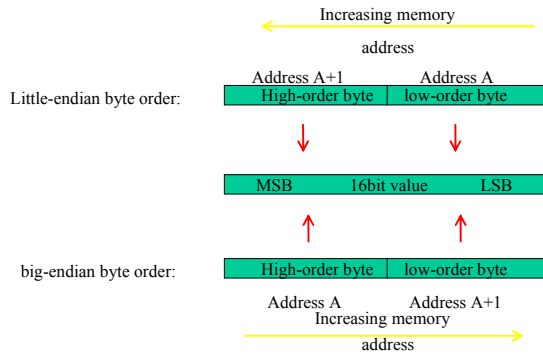 Increasing memory
address
Address A+1 Address A
Little-endian byte order: High-order byte low-order byte
MSB 16bit value LSB
big-endian byte order: High-order byte low-order byte
Address A Address A+1
Increasing memory
address